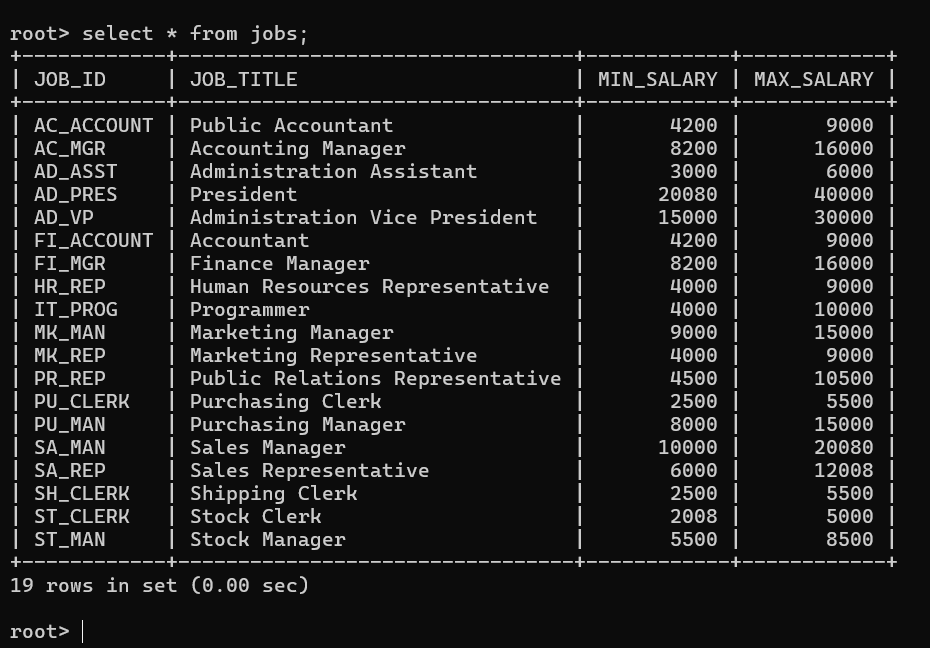 root> select * from jobs;
+------------+---------------------------------+------------+------------+
| JOB_ID     | JOB_TITLE                       | MIN_SALARY | MAX_SALARY |
+------------+---------------------------------+------------+------------+
| AC_ACCOUNT | Public Accountant               |       4200 |       9000 |
| AC_MGR     | Accounting Manager              |       8200 |      16000 |
| AD_ASST    | Administration Assistant        |       3000 |       6000 |
| AD_PRES    | President                       |      20080 |      40000 |
| AD_VP      | Administration Vice President   |      15000 |      30000 |
| FI_ACCOUNT | Accountant                      |       4200 |       9000 |
| FI_MGR     | Finance Manager                 |       8200 |      16000 |
| HR_REP     | Human Resources Representative  |       4000 |       9000 |
| IT_PROG    | Programmer                      |       4000 |      10000 |
| MK_MAN     | Marketing Manager               |       9000 |      15000 |
| MK_REP     | Marketing Representative        |       4000 |       9000 |
| PR_REP     | Public Relations Representative |       4500 |      10500 |
| PU_CLERK   | Purchasing Clerk                |       2500 |       5500 |
| PU_MAN     | Purchasing Manager              |       8000 |      15000 |
| SA_MAN     | Sales Manager                   |      10000 |      20080 |
| SA_REP     | Sales Representative            |       6000 |      12008 |
| SH_CLERK   | Shipping Clerk                  |       2500 |       5500 |
| ST_CLERK   | Stock Clerk                     |       2008 |       5000 |
| ST_MAN     | Stock Manager                   |       5500 |       8500 |
+------------+---------------------------------+------------+------------+
19 rows in set (0.00 sec)
root>